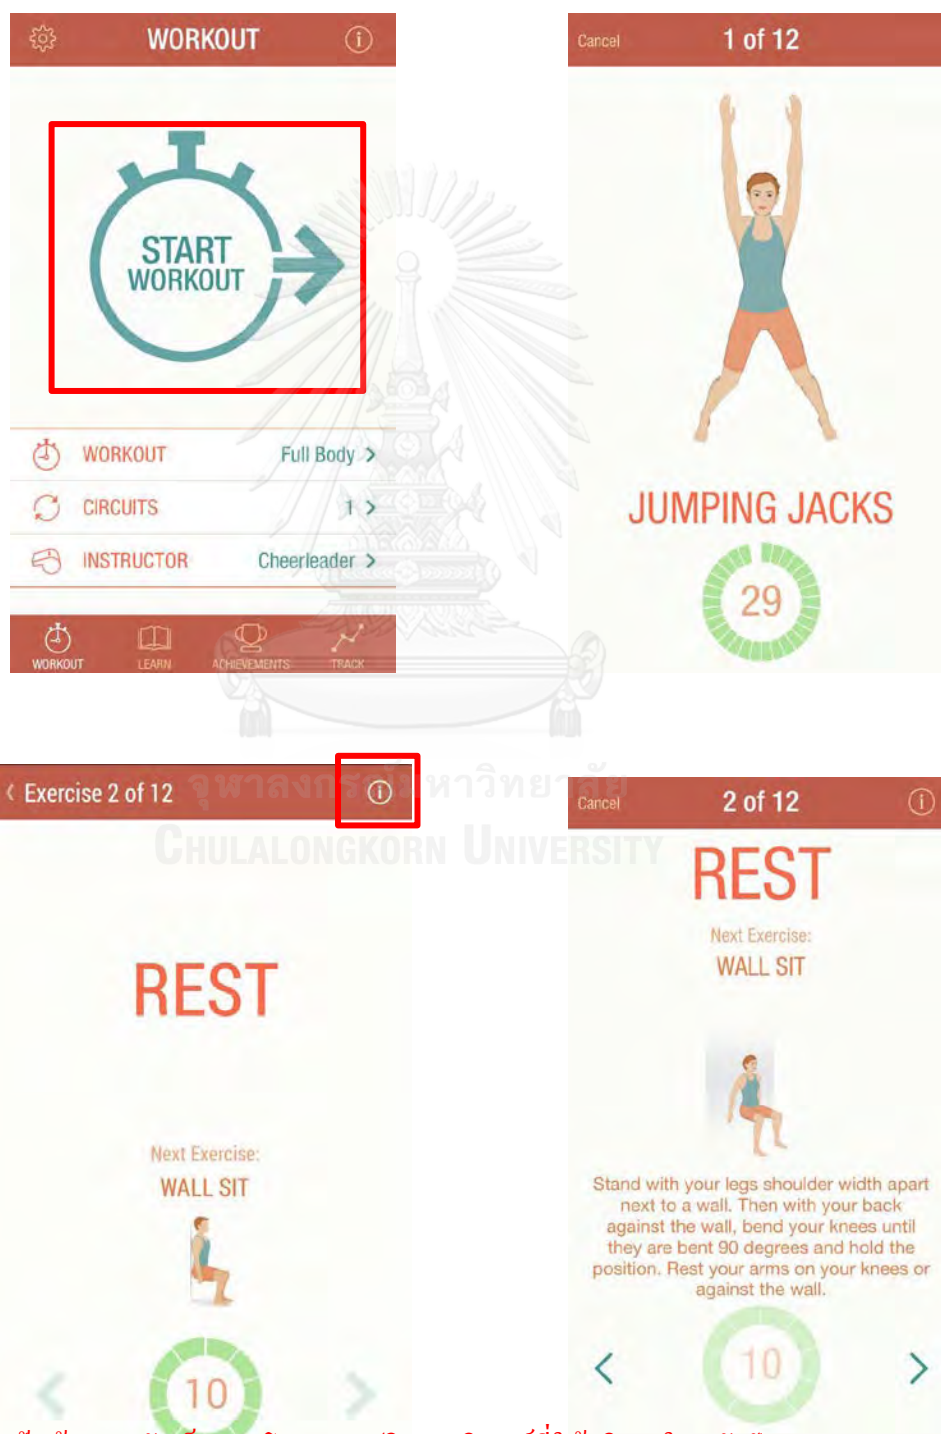 WORKOUT
START
WORKOUT
WORKOUT Full Body >
CIRCUITS 1 >
INSTRUCTOR Cheerleader >
WORKOUT LEARN ACHIEVEMENTS TRACK
Cancel 1 of 12
JUMPING JACKS
29
จุฬาลงกรณ์มหาวิทยาลัย
CHULALONGKORN UNIVERSITY
Exercise 2 of 12
REST
Next Exercise:
WALL SIT
10
Cancel 2 of 12
REST
Next Exercise:
WALL SIT
Stand with your legs shoulder width apart
next to a wall. Then with your back
against the wall, bend your knees until
they are bent 90 degrees and hold the
position. Rest your arms on your knees or
against the wall.
10